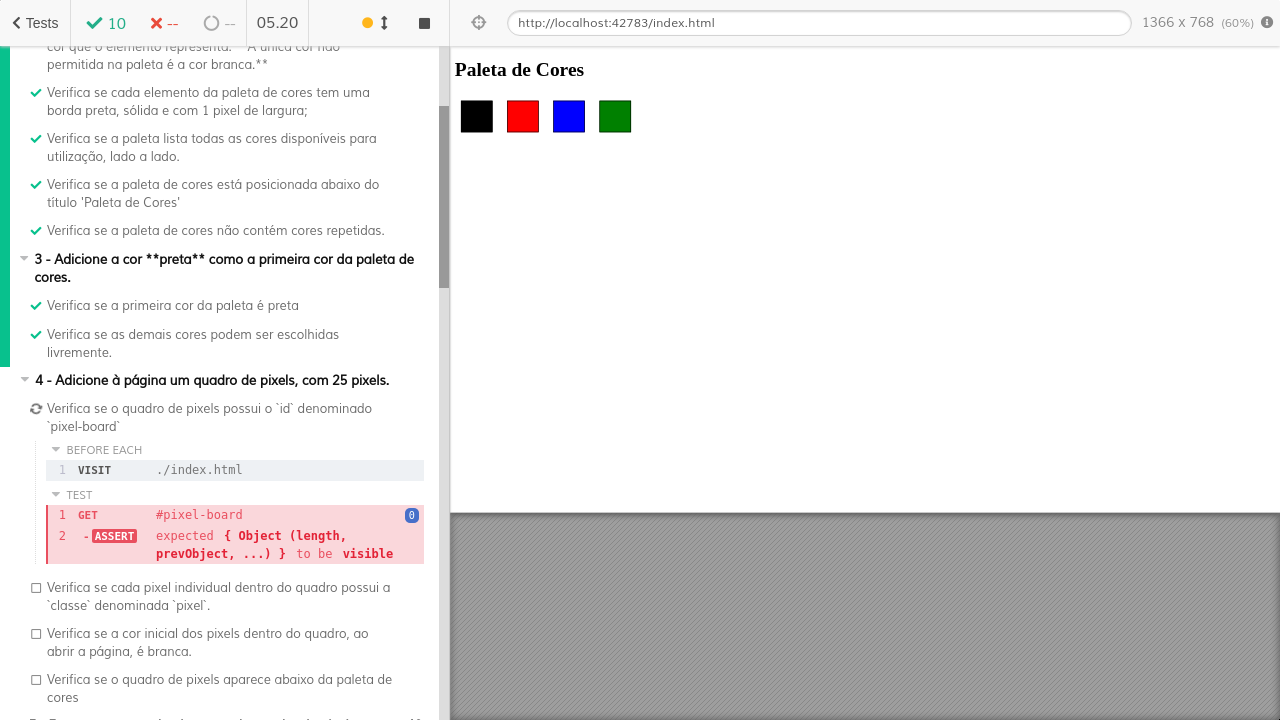 Tests 10 -- -- 05.20
http://localhost:42783/index.html 1366 x 768 (60%)
cor que o elemento representa. **A única cor não
permitida na paleta é a cor branca.**
Verifica se cada elemento da paleta de cores tem uma
borda preta, sólida e com 1 pixel de largura;
Verifica se a paleta lista todas as cores disponíveis para
utilização, lado a lado.
Verifica se a paleta de cores está posicionada abaixo do
título 'Paleta de Cores'
Verifica se a paleta de cores não contém cores repetidas.
3 - Adicione a cor **preta** como a primeira cor da paleta de
cores.
Verifica se a primeira cor da paleta é preta
Verifica se as demais cores podem ser escolhidas
livremente.
4 - Adicione à página um quadro de pixels, com 25 pixels.
Verifica se o quadro de pixels possui o `id` denominado
`pixel-board`
BEFORE EACH
1 VISIT ./index.html
TEST
1 GET #pixel-board 0
2 -ASSERT expected { Object (length,
prevObject, ...) } to be visible
Verifica se cada pixel individual dentro do quadro possui a
`classe` denominada `pixel`.
Verifica se a cor inicial dos pixels dentro do quadro, ao
abrir a página, é branca.
Verifica se o quadro de pixels aparece abaixo da paleta de
cores
Paleta de Cores